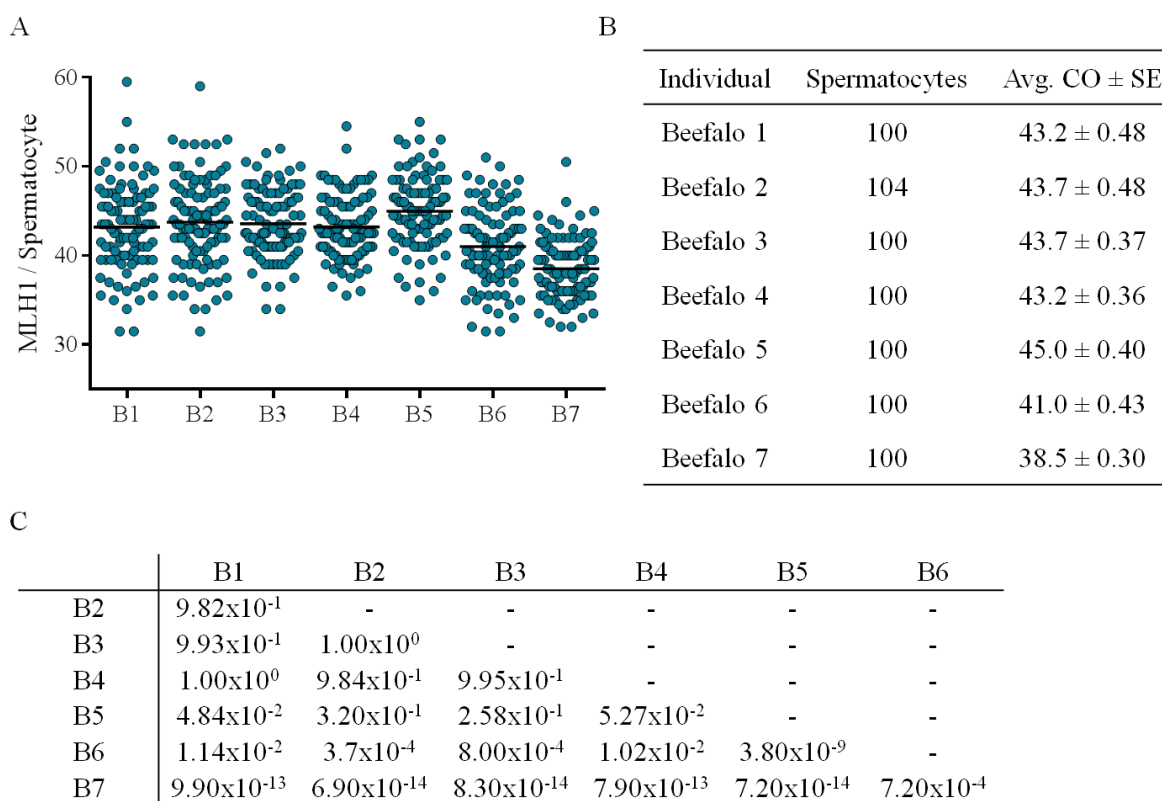 A
MLH1 / Spermatocyte
60
50
40
30
B1 B2 B3 B4 B5 B6 B7
B
Individual Spermatocytes Avg. CO ± SE
Beefalo 1 100 43.2 ± 0.48
Beefalo 2 104 43.7 ± 0.48
Beefalo 3 100 43.7 ± 0.37
Beefalo 4 100 43.2 ± 0.36
Beefalo 5 100 45.0 ± 0.40
Beefalo 6 100 41.0 ± 0.43
Beefalo 7 100 38.5 ± 0.30
C
B1 B2 B3 B4 B5 B6
B2 9.82x10⁻¹ - - - - -
B3 9.93x10⁻¹ 1.00x10⁰ - - - -
B4 1.00x10⁰ 9.84x10⁻¹ 9.95x10⁻¹ - - -
B5 4.84x10⁻² 3.20x10⁻¹ 2.58x10⁻¹ 5.27x10⁻² - -
B6 1.14x10⁻² 3.7x10⁻⁴ 8.00x10⁻⁴ 1.02x10⁻² 3.80x10⁻⁹ -
B7 9.90x10⁻¹³ 6.90x10⁻¹⁴ 8.30x10⁻¹⁴ 7.90x10⁻¹³ 7.20x10⁻¹⁴ 7.20x10⁻⁴